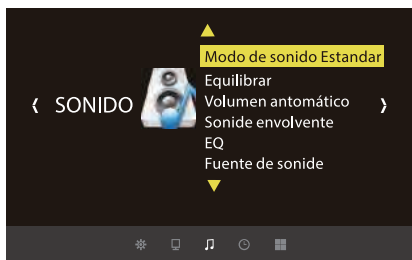 SONIDO
Modo de sonido Estandar
Equilibrar
Volumen antomático
Sonide envolvente
EQ
Fuente de sonide